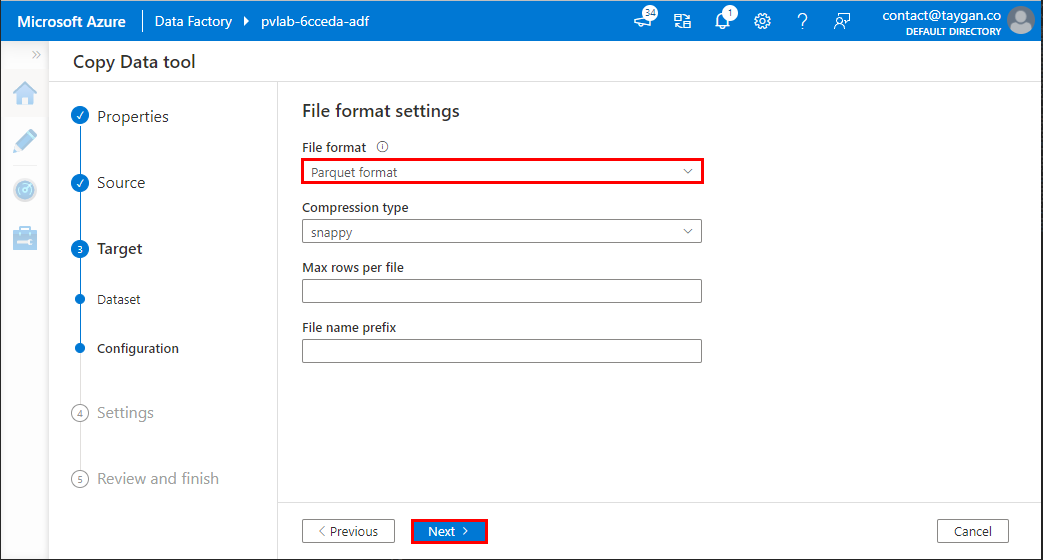 Microsoft Azure
Data Factory
pvlab-6cceda-adf
34
1
?
contact@taygan.co
DEFAULT DIRECTORY
Copy Data tool
Properties
Source
3 Target
Dataset
Configuration
4 Settings
5 Review and finish
File format settings
File format
Parquet format
Compression type
snappy
Max rows per file
File name prefix
Previous
Next
Cancel